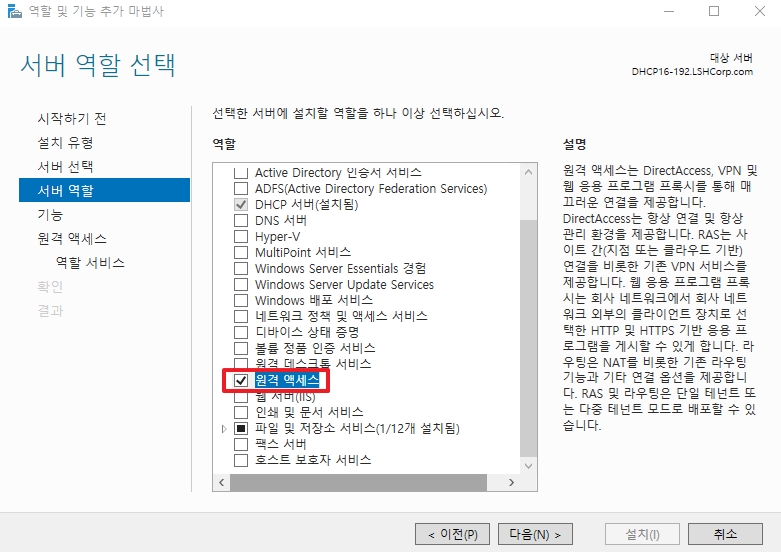 역할 및 기능 추가 마법사
서버 역할 선택
대상 서버
DHCP16-192.LSHCorp.com
시작하기 전
설치 유형
서버 선택
서버 역할
기능
원격 액세스
역할 서비스
확인
결과
선택한 서버에 설치할 역할을 하나 이상 선택하십시오.
역할
Active Directory 인증서 서비스
ADFS(Active Directory Federation Services)
DHCP 서버(설치됨)
DNS 서버
Hyper-V
MultiPoint 서비스
Windows Server Essentials 경험
Windows Server Update Services
Windows 배포 서비스
네트워크 정책 및 액세스 서비스
디바이스 상태 증명
볼륨 정품 인증 서비스
원격 데스크톱 서비스
원격 액세스
웹 서버(IIS)
인쇄 및 문서 서비스
파일 및 저장소 서비스(1/12개 설치됨)
팩스 서버
호스트 보호자 서비스
설명
원격 액세스는 DirectAccess, VPN 및
웹 응용 프로그램 프록시를 통해 매
끄러운 연결을 제공합니다.
DirectAccess는 항상 연결 및 항상
관리 환경을 제공합니다. RAS는 사
이트 간(지점 또는 클라우드 기반)
연결을 비롯한 기존 VPN 서비스를
제공합니다. 웹 응용 프로그램 프록
시는 회사 네트워크에서 회사 네트
워크 외부의 클라이언트 장치로 선
택한 HTTP 및 HTTPS 기반 응용 프
로그램을 게시할 수 있게 합니다. 라
우팅은 NAT를 비롯한 기존 라우팅
기능과 기타 연결 옵션을 제공합니
다. RAS 및 라우팅은 단일 테넌트 또
는 다중 테넌트 모드로 배포할 수 있
습니다.
< 이전(P)
다음(N) >
설치(I)
취소